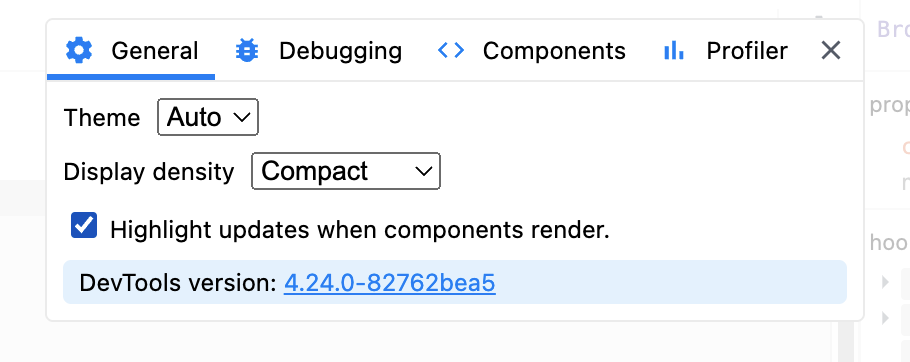 Bro
General Debugging Components Profiler
prop
Theme Auto
Display density Compact
Highlight updates when components render.
hoo
DevTools version: 4.24.0-82762bea5